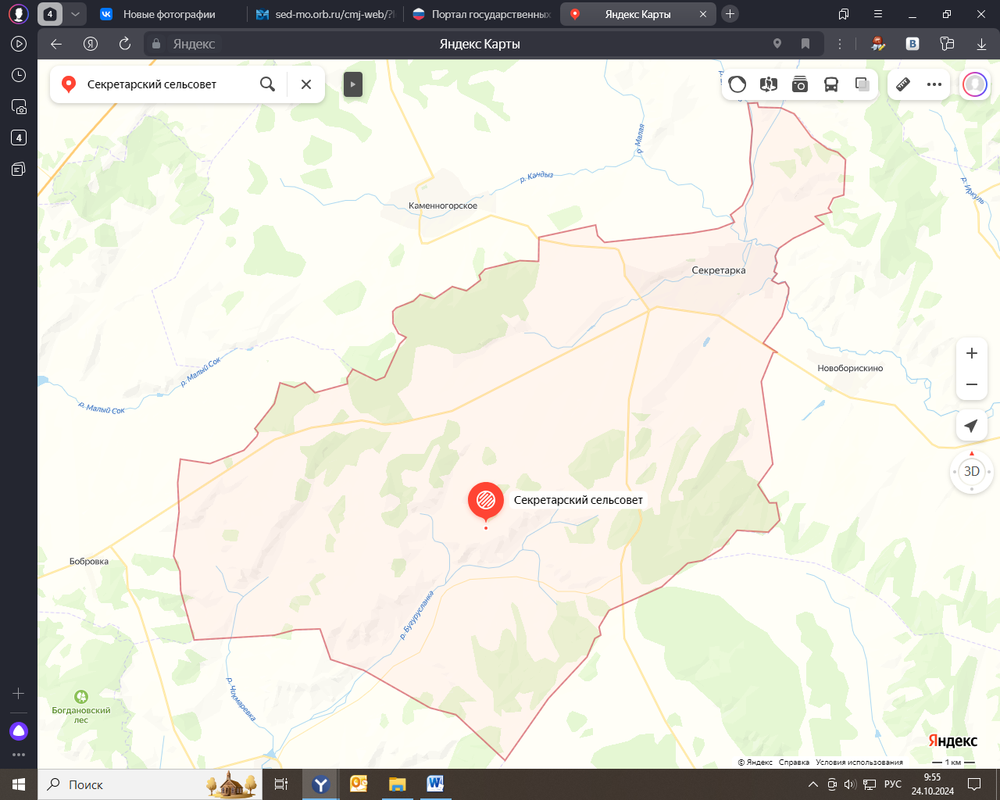 4
Новые фотографии
sed-mo.orb.ru/cmj-web/?
Портал государственных
Яндекс Карты
Яндекс
Яндекс Карты
4
Секретарский сельсовет
р. Малая
р. Кандыз
р. Иркуль
Каменногорское
Секретарка
р. Малый Сок
Новоборискино
р. Малый Сок
3D
Секретарский сельсовет
Бобровка
р. Бугурусланка
р. Чикмаревка
Богдановский
лес
Яндекс
© Яндекс Справка Условия использования
1 км
Поиск
РУС
9:55
24.10.2024